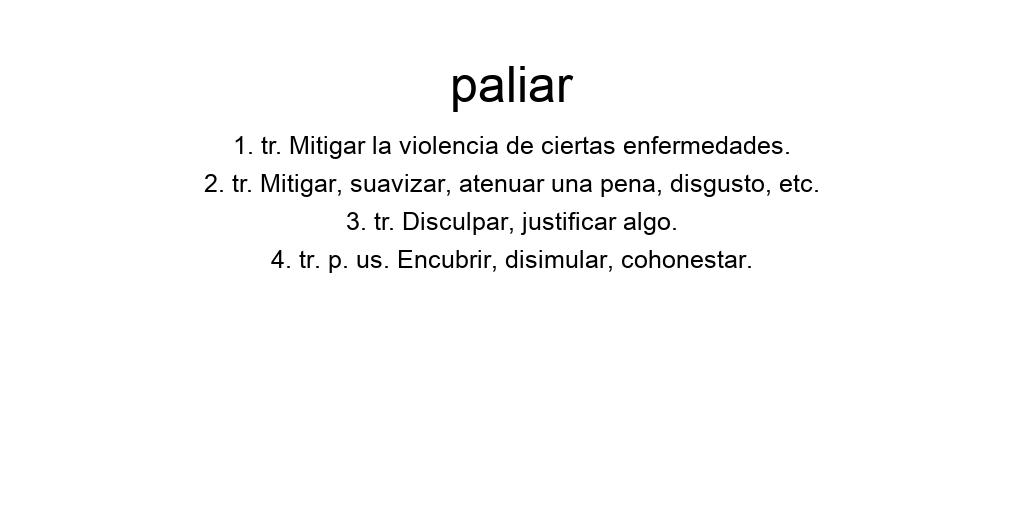 paliar
1. tr. Mitigar la violencia de ciertas enfermedades.
2. tr. Mitigar, suavizar, atenuar una pena, disgusto, etc.
3. tr. Disculpar, justificar algo.
4. tr. p. us. Encubrir, disimular, cohonestar.